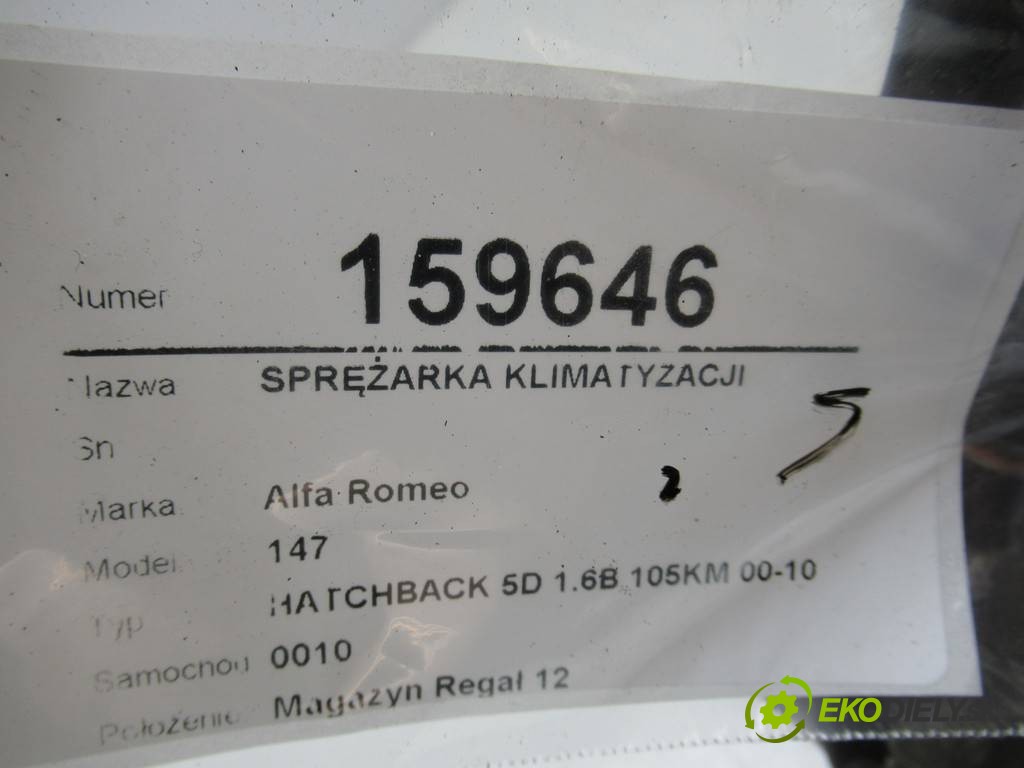 Numer 159646
Nazwa SPRĘŻARKA KLIMATYZACJI
Sn
Marka Alfa Romeo
Model 147
Typ HATCHBACK 5D 1.6B 105KM 00-10
Samochod 0010
Położenie Magazyn Regał 12
EKODIELY